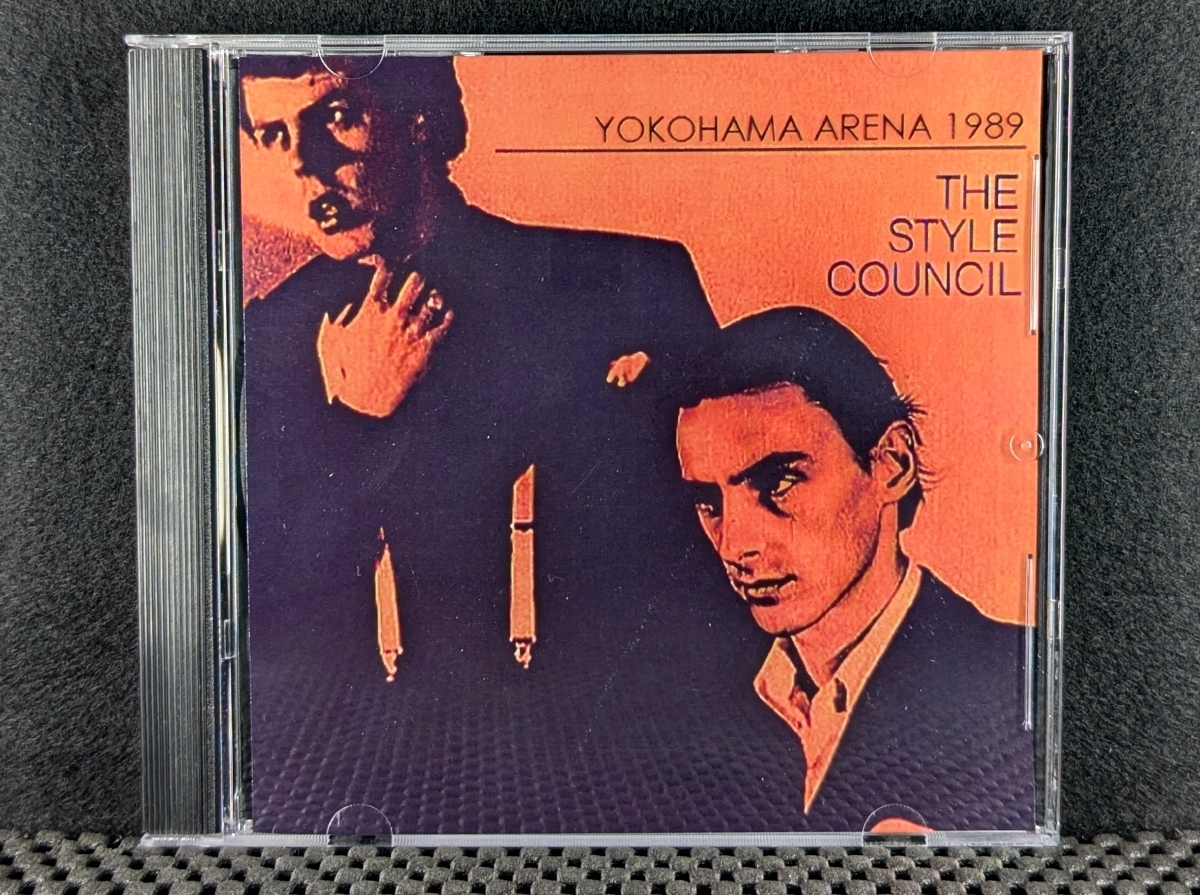 YOKOHAMA ARENA 1989
THE
STYLE
COUNCIL